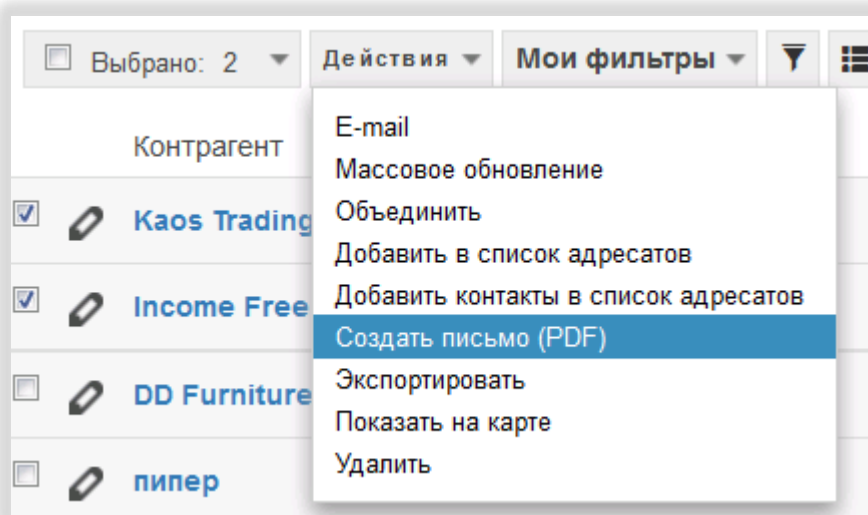 Выбрано: 2 Действия Мои фильтры
E-mail
Контрагент
Массовое обновление
Kaos Trading
Объединить
Добавить в список адресатов
Income Free
Добавить контакты в список адресатов
Создать письмо (PDF)
DD Furniture
Экспортировать
Показать на карте
пипер
Удалить